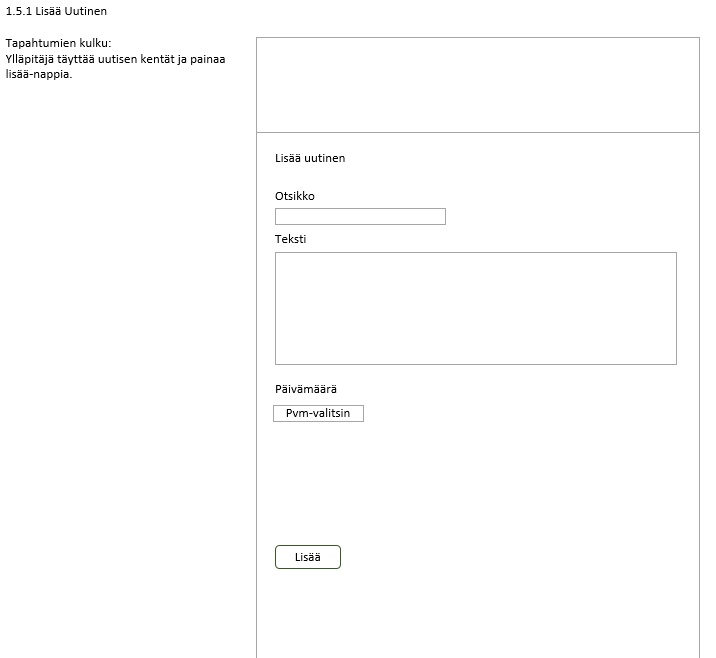 1.5.1 Lisää Uutinen
Tapahtumien kulku:
Ylläpitäjä täyttää uutisen kentät ja painaa
lisää-nappia.
Lisää uutinen
Otsikko
Teksti
Päivämäärä
Pvm-valitsin
Lisää